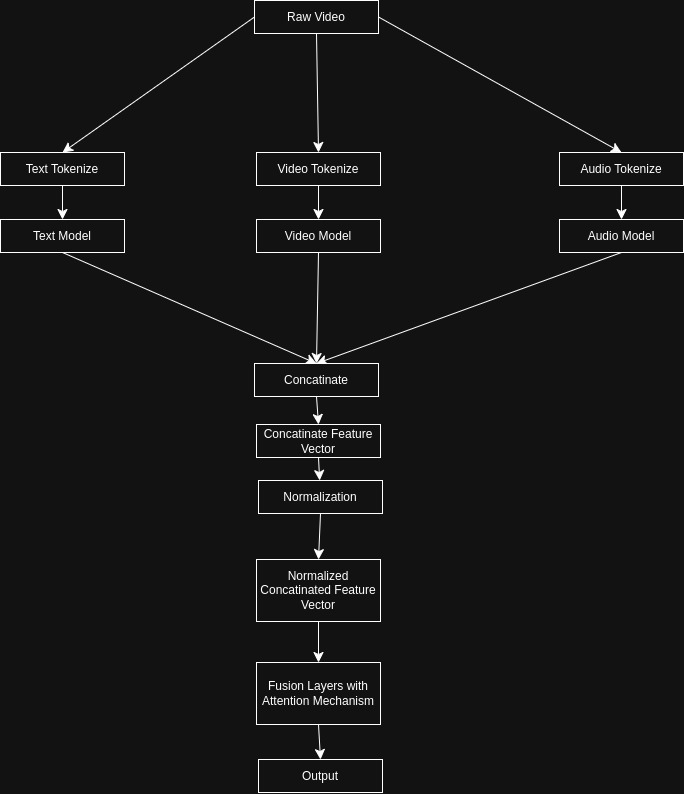 Raw Video
Text Tokenize
Video Tokenize
Audio Tokenize
Text Model
Video Model
Audio Model
Concatinate
Concatinate Feature
Vector
Normalization
Normalized
Concatinated Feature
Vector
Fusion Layers with
Attention Mechanism
Output